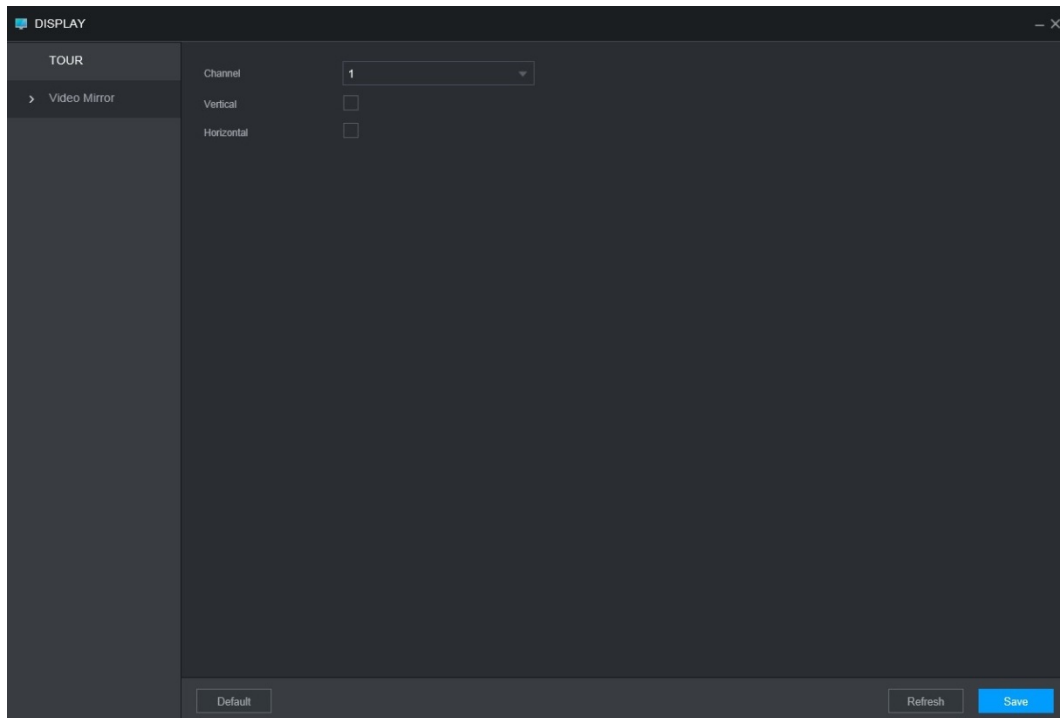 DISPLAY
TOUR
Video Mirror
Channel 1
Vertical
Horizontal
Default Refresh Save